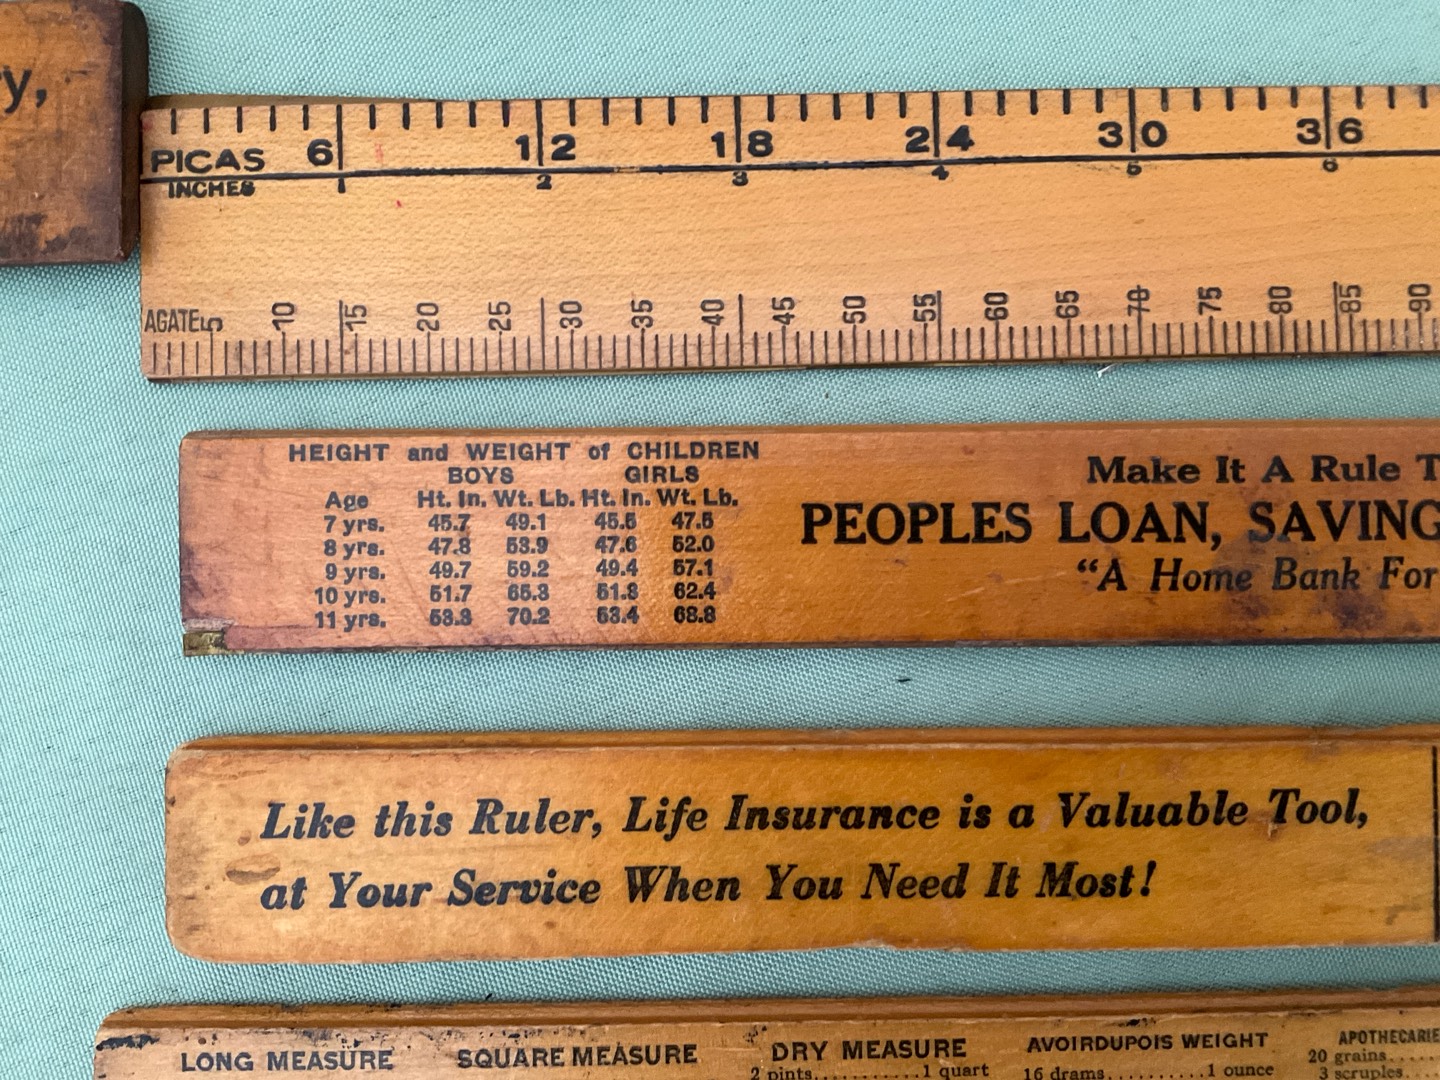 y,
PICAS 6 12 18 24 30 36
INCHES 1 2 3 4 5 6
AGATE 5 10 15 20 25 30 35 40 45 50 55 60 65 70 75 80 85 90
HEIGHT and WEIGHT of CHILDREN
BOYS GIRLS
Age Ht. In. Wt. Lb. Ht. In. Wt. Lb.
7 yrs. 45.7 49.1 45.5 47.5
8 yrs. 47.8 53.9 47.6 52.0
9 yrs. 49.7 59.2 49.4 57.1
10 yrs. 51.7 65.3 51.3 62.4
11 yrs. 53.3 70.2 53.4 68.8
Make It A Rule T
PEOPLES LOAN, SAVING
“A Home Bank For
Like this Ruler, Life Insurance is a Valuable Tool,
at Your Service When You Need It Most!
LONG MEASURE
SQUARE MEASURE
DRY MEASURE
2 pints...........1 quart
AVOIRDUPOIS WEIGHT
16 drams..........1 ounce
APOTHECARIE
20 grains.....
3 scruples....